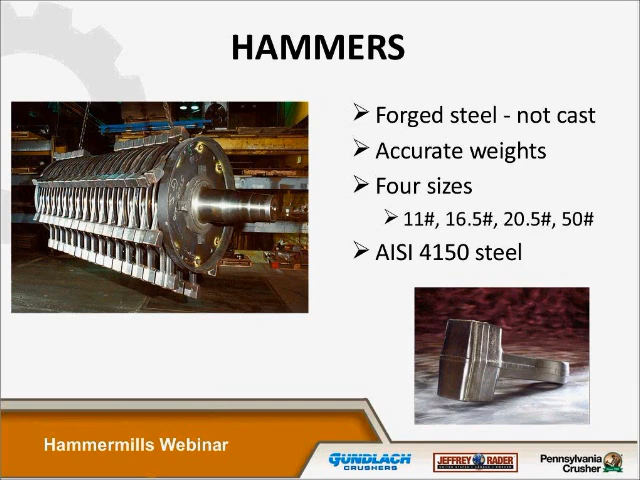 HAMMERS
Forged steel - not cast
Accurate weights
Four sizes
11#, 16.5#, 20.5#, 50#
AISI 4150 steel
Hammermills Webinar
GUNDLACH
CRUSHERS
JEFFREY RADER
Pennsylvania
Crusher